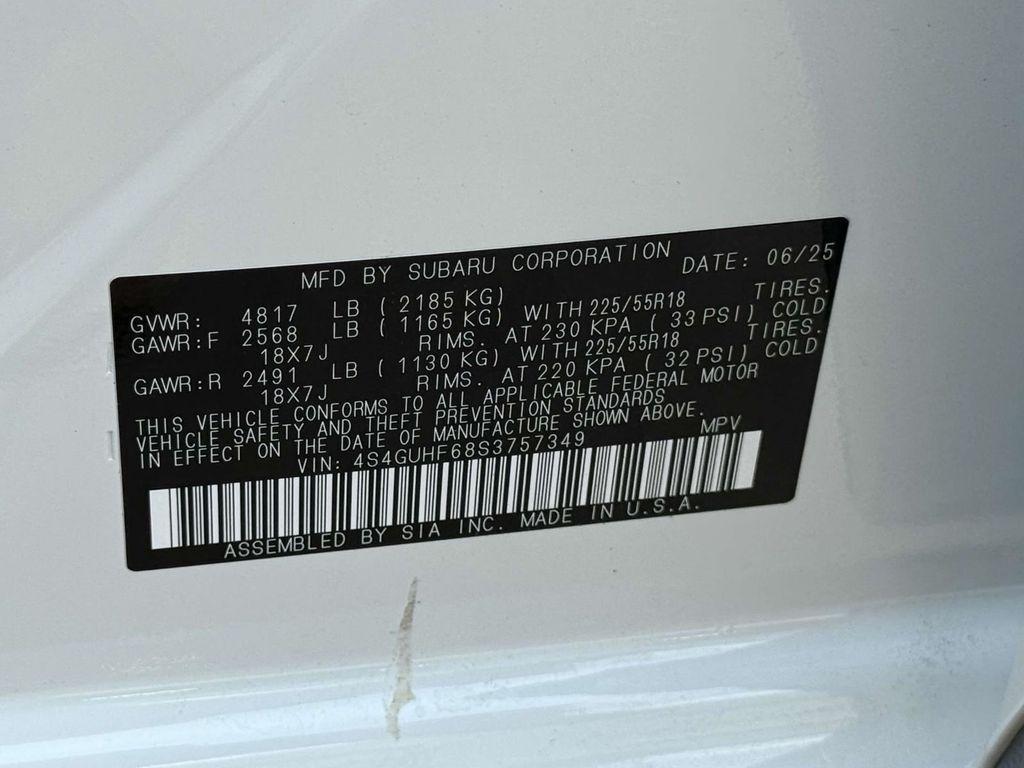 MFD BY SUBARU CORPORATION DATE: 06/25
GVWR: 4817 LB ( 2185 KG)
GAWR:F 2568 LB ( 1165 KG) WITH 225/55R18 TIRES.
18X7J RIMS. AT 230 KPA ( 33 PSI) COLD
GAWR:R 2491 LB ( 1130 KG) WITH 225/55R18 TIRES.
18X7J RIMS. AT 220 KPA ( 32 PSI) COLD
THIS VEHICLE CONFORMS TO ALL APPLICABLE FEDERAL MOTOR
VEHICLE SAFETY AND THEFT PREVENTION STANDARDS
IN EFFECT ON THE DATE OF MANUFACTURE SHOWN ABOVE.
VIN: 4S4GUHF68S3757349 MPV
ASSEMBLED BY SIA INC. MADE IN U.S.A.